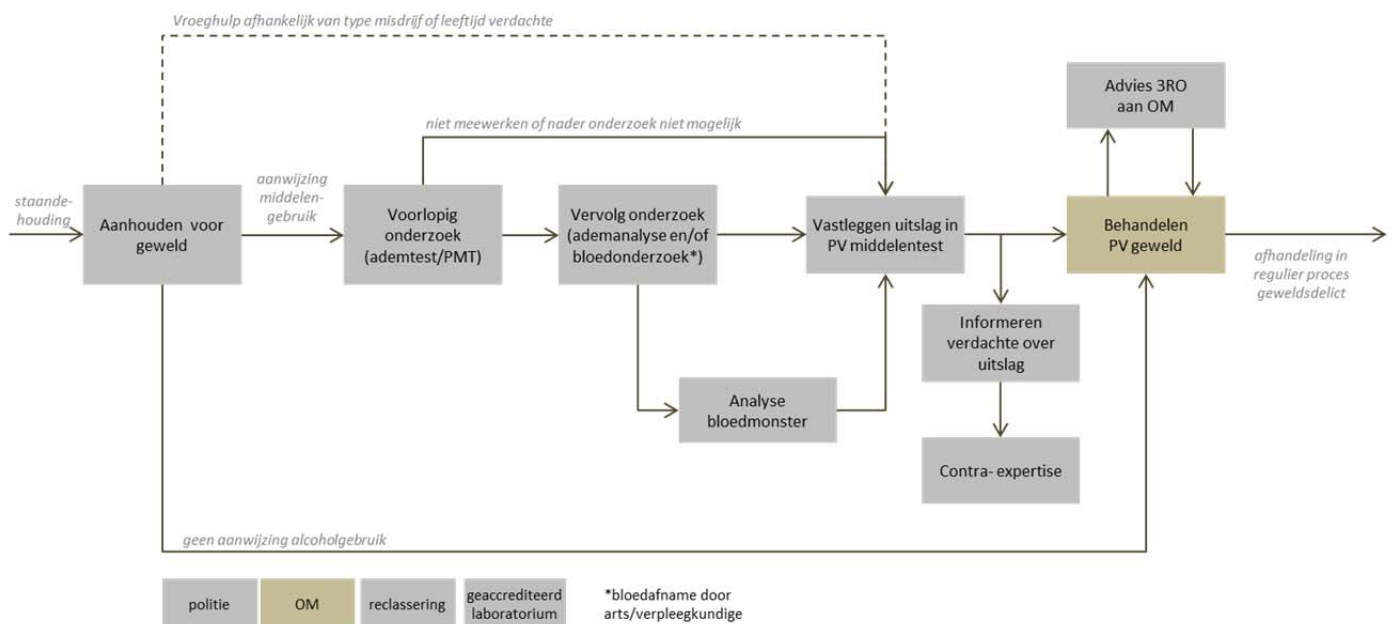 Vroeghulp afhankelijk van type misdrijf of leeftijd verdachte
Advies 3RO
aan OM
niet meewerken of nader onderzoek niet mogelijk
staande-
houding
Aanhouden voor
geweld
aanwijzing
middelen-
gebruik
Voorlopig
onderzoek
(ademtest/PMT)
Vervolg onderzoek
(ademanalyse en/of
bloedonderzoek*)
Vastleggen uitslag in
PV middelentest
Behandelen
PV geweld
afhandeling in
regulier proces
geweldsdelict
Informeren
verdachte over
uitslag
Analyse
bloedmonster
Contra- expertise
geen aanwijzing alcoholgebruik
politie
OM
reclassering
geaccrediteerd
laboratorium
*bloedafname door
arts/verpleegkundige